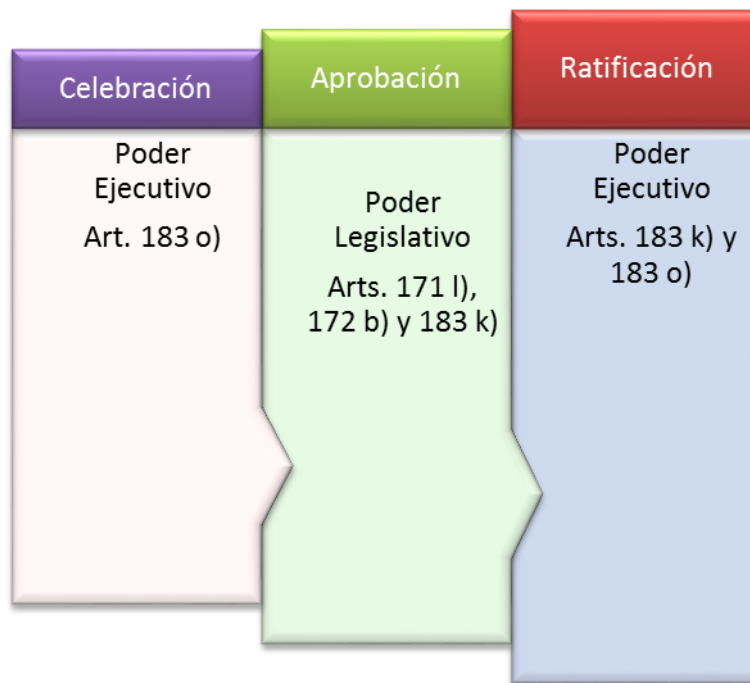 Celebración
Poder
Ejecutivo
Art. 183 o)
Aprobación
Poder
Legislativo
Arts. 171 l),
172 b) y 183 k)
Ratificación
Poder
Ejecutivo
Arts. 183 k) y
183 o)